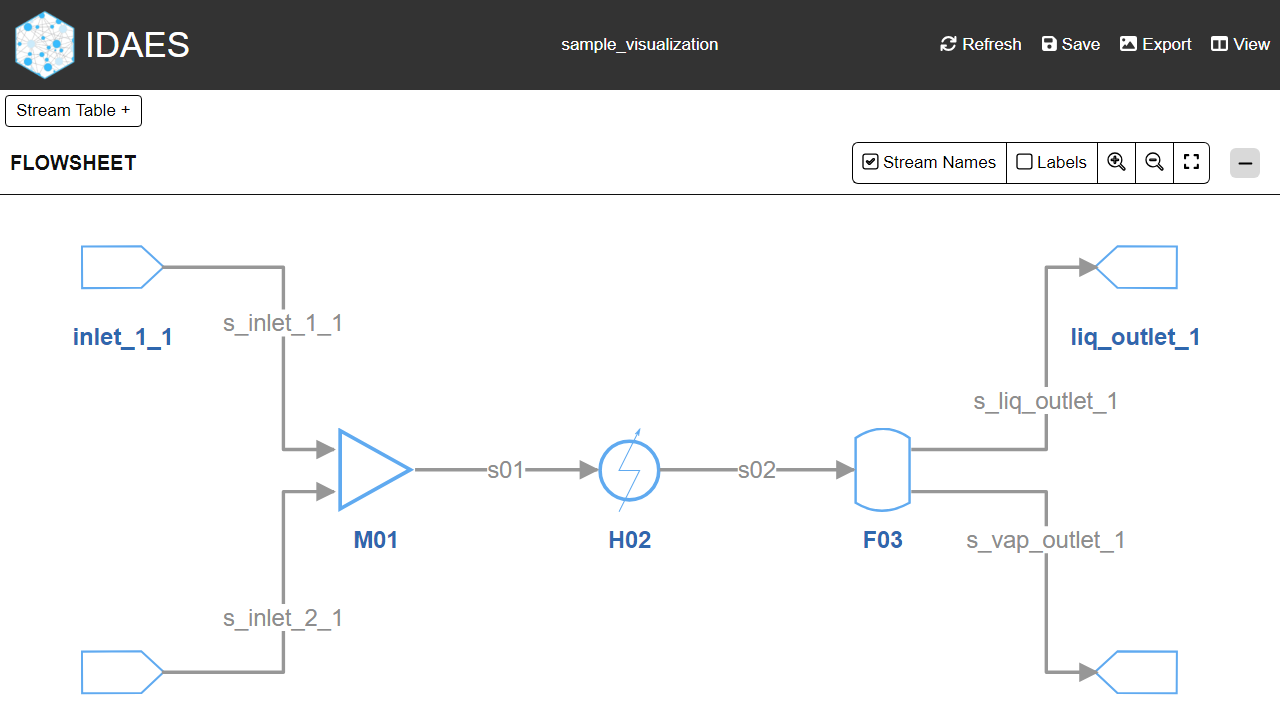 IDAES
sample_visualization
Refresh
Save
Export
View
Stream Table +
FLOWSHEET
Stream Names
Labels
inlet_1_1
s_inlet_1_1
liq_outlet_1
s_liq_outlet_1
s01
s02
M01
H02
F03
s_vap_outlet_1
s_inlet_2_1